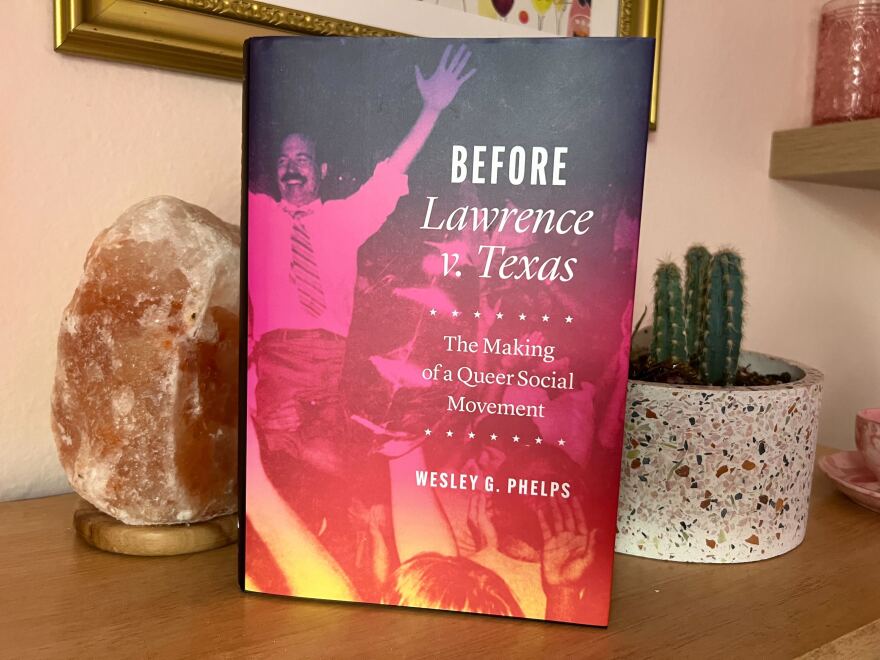 BEFORE
Lawrence
v. Texas
The Making
of a Queer Social
Movement
WESLEY G. PHELPS